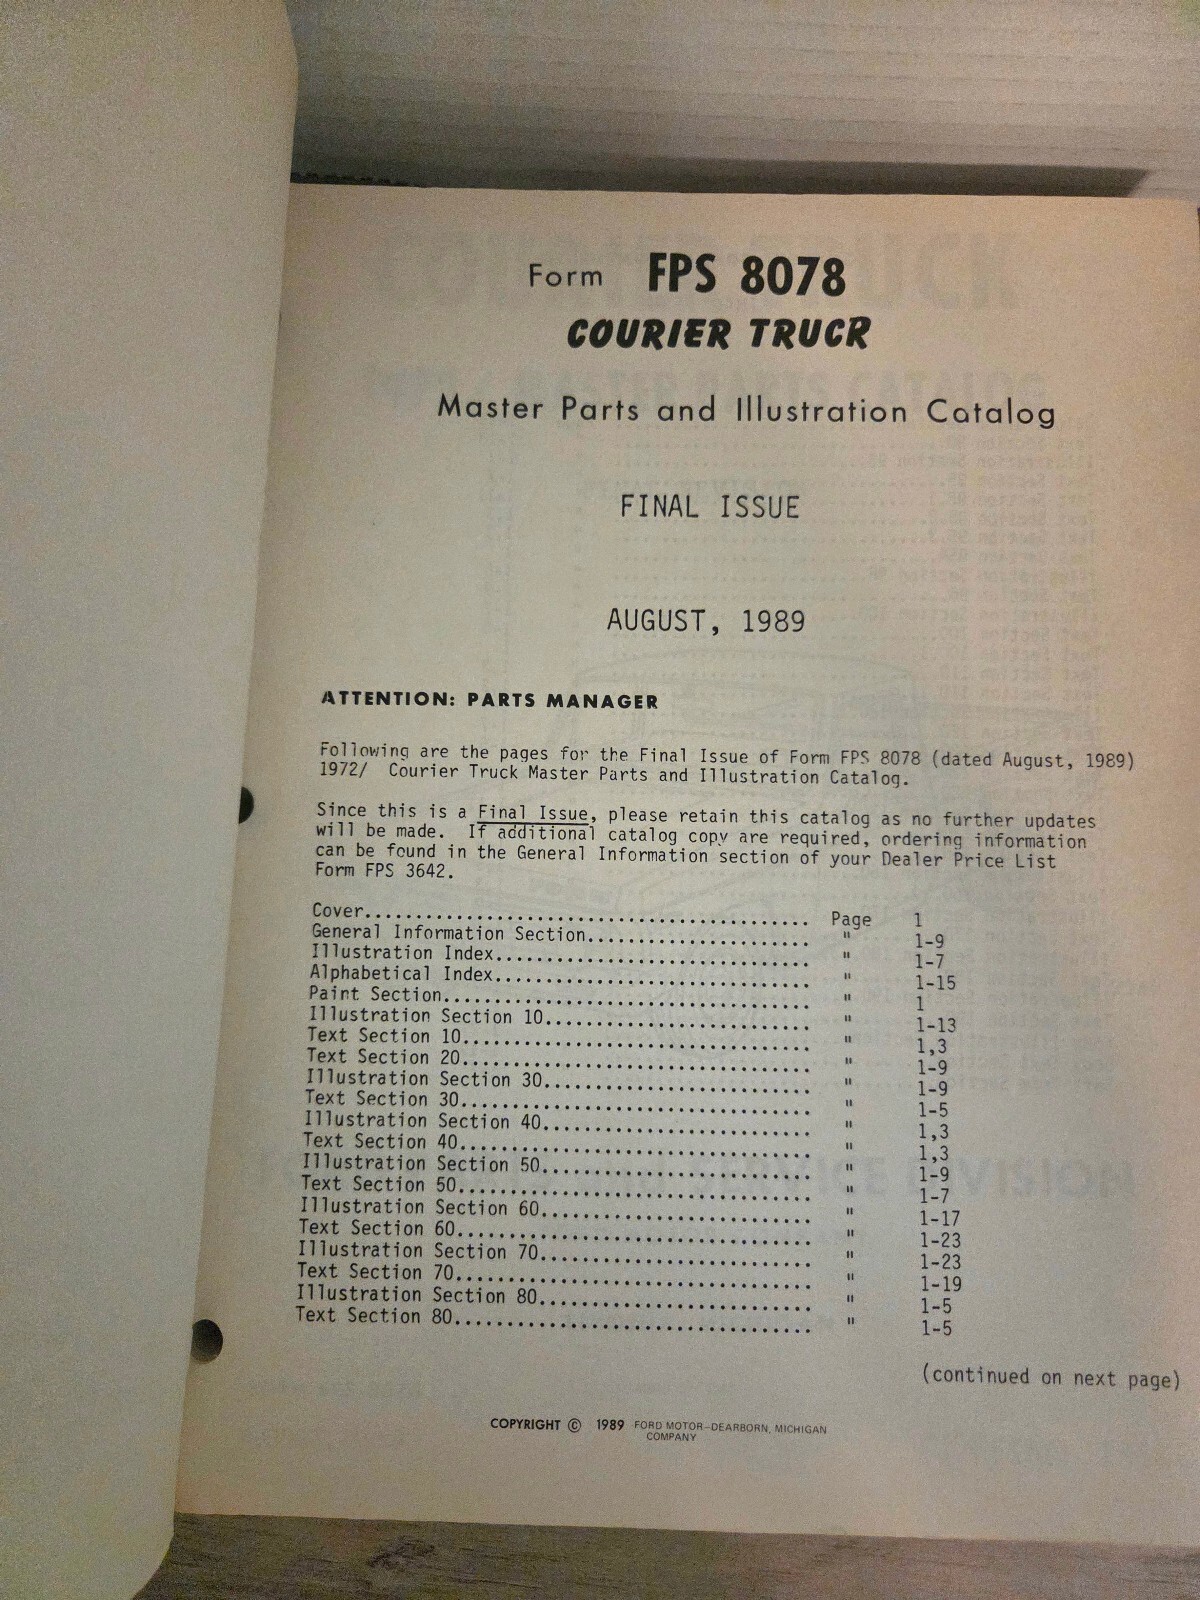 Form FPS 8078
COURIER TRUCK
Master Parts and Illustration Catalog
FINAL ISSUE
AUGUST, 1989
ATTENTION: PARTS MANAGER
Following are the pages for the Final Issue of Form FPS 8078 (dated August, 1989)
1972/ Courier Truck Master Parts and Illustration Catalog.
Since this is a Final Issue, please retain this catalog as no further updates
will be made. If additional catalog copy are required, ordering information
can be found in the General Information section of your Dealer Price List
Form FPS 3642.
Cover........................................... Page 1
General Information Section...................... " 1-9
Illustration Index............................... " 1-7
Alphabetical Index............................... " 1-15
Paint Section.................................... " 1
Illustration Section 10.......................... " 1-13
Text Section 10.................................. " 1,3
Text Section 20.................................. " 1-9
Illustration Section 30.......................... " 1-9
Text Section 30.................................. " 1-5
Illustration Section 40.......................... " 1,3
Text Section 40.................................. " 1,3
Illustration Section 50.......................... " 1-9
Text Section 50.................................. " 1-7
Illustration Section 60.......................... " 1-17
Text Section 60.................................. " 1-23
Illustration Section 70.......................... " 1-23
Text Section 70.................................. " 1-19
Illustration Section 80.......................... " 1-5
Text Section 80.................................. " 1-5
(continued on next page)
COPYRIGHT © 1989 FORD MOTOR-DEARBORN, MICHIGAN
COMPANY